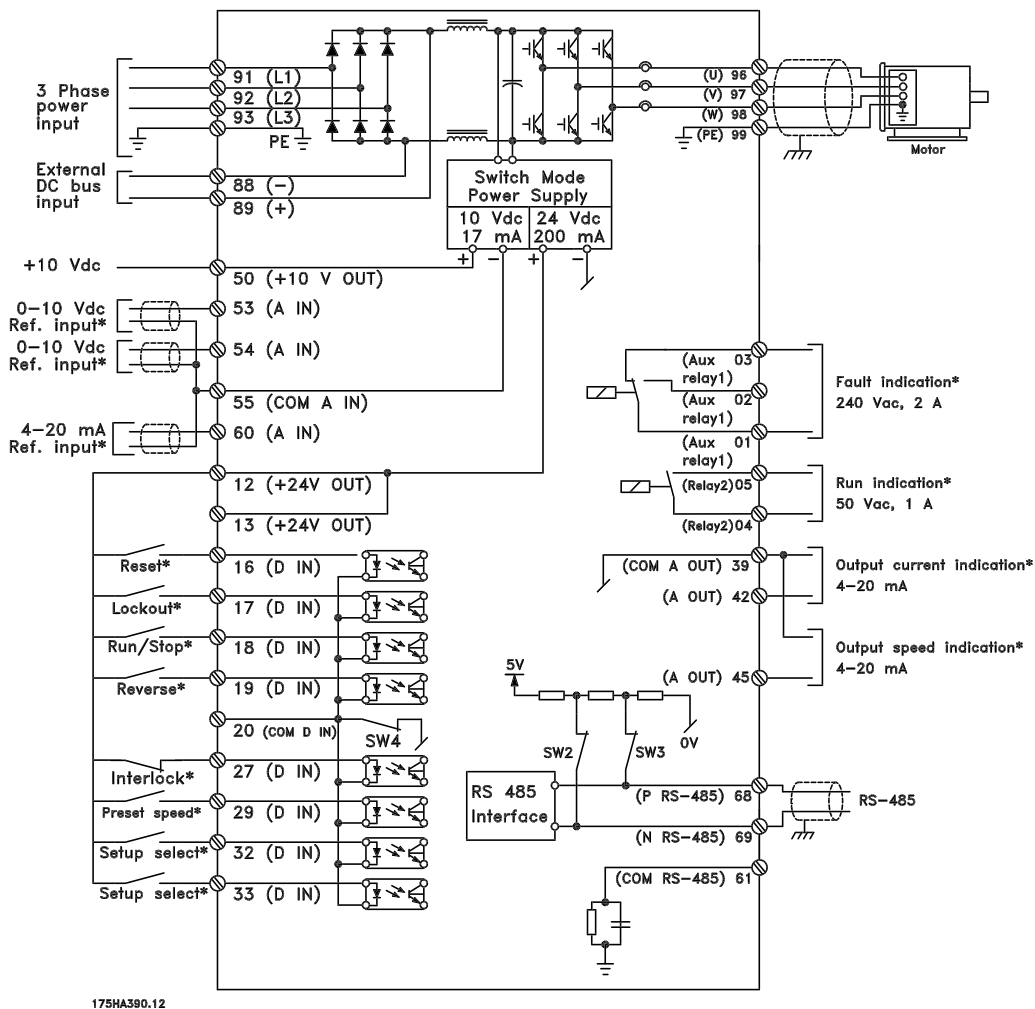 3 Phase
power
input
91 (L1)
92 (L2)
93 (L3)
PE
External
DC bus
input
88 (−)
89 (+)
Switch Mode
Power Supply
10 Vdc
17 mA
24 Vdc
200 mA
+ − + −
(U) 96
(V) 97
(W) 98
(PE) 99
Motor
+10 Vdc
50 (+10 V OUT)
0−10 Vdc
Ref. input*
53 (A IN)
0−10 Vdc
Ref. input*
54 (A IN)
55 (COM A IN)
4−20 mA
Ref. input*
60 (A IN)
12 (+24V OUT)
13 (+24V OUT)
Reset*
16 (D IN)
Lockout*
17 (D IN)
Run/Stop*
18 (D IN)
Reverse*
19 (D IN)
20 (COM D IN)
SW4
Interlock*
27 (D IN)
Preset speed*
29 (D IN)
Setup select*
32 (D IN)
Setup select*
33 (D IN)
(Aux 03
relay1)
(Aux 02
relay1)
(Aux 01
relay1)
Fault indication*
240 Vac, 2 A
(Relay2)05
(Relay2)04
Run indication*
50 Vac, 1 A
(COM A OUT) 39
(A OUT) 42
Output current indication*
4−20 mA
(A OUT) 45
Output speed indication*
4−20 mA
5V
0V
SW2
SW3
RS 485
Interface
(P RS−485) 68
(N RS−485) 69
RS−485
(COM RS−485) 61
175HA390.12